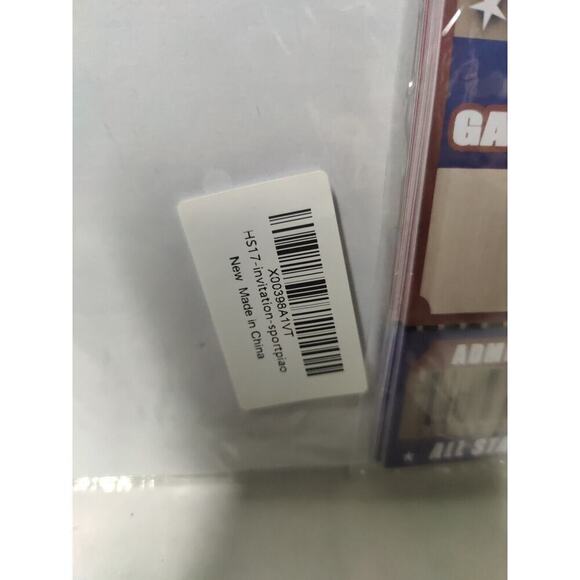 X00398A1VT
HS17-invitation-sportpiao
New Made in China
GA
ADM
ALL STA